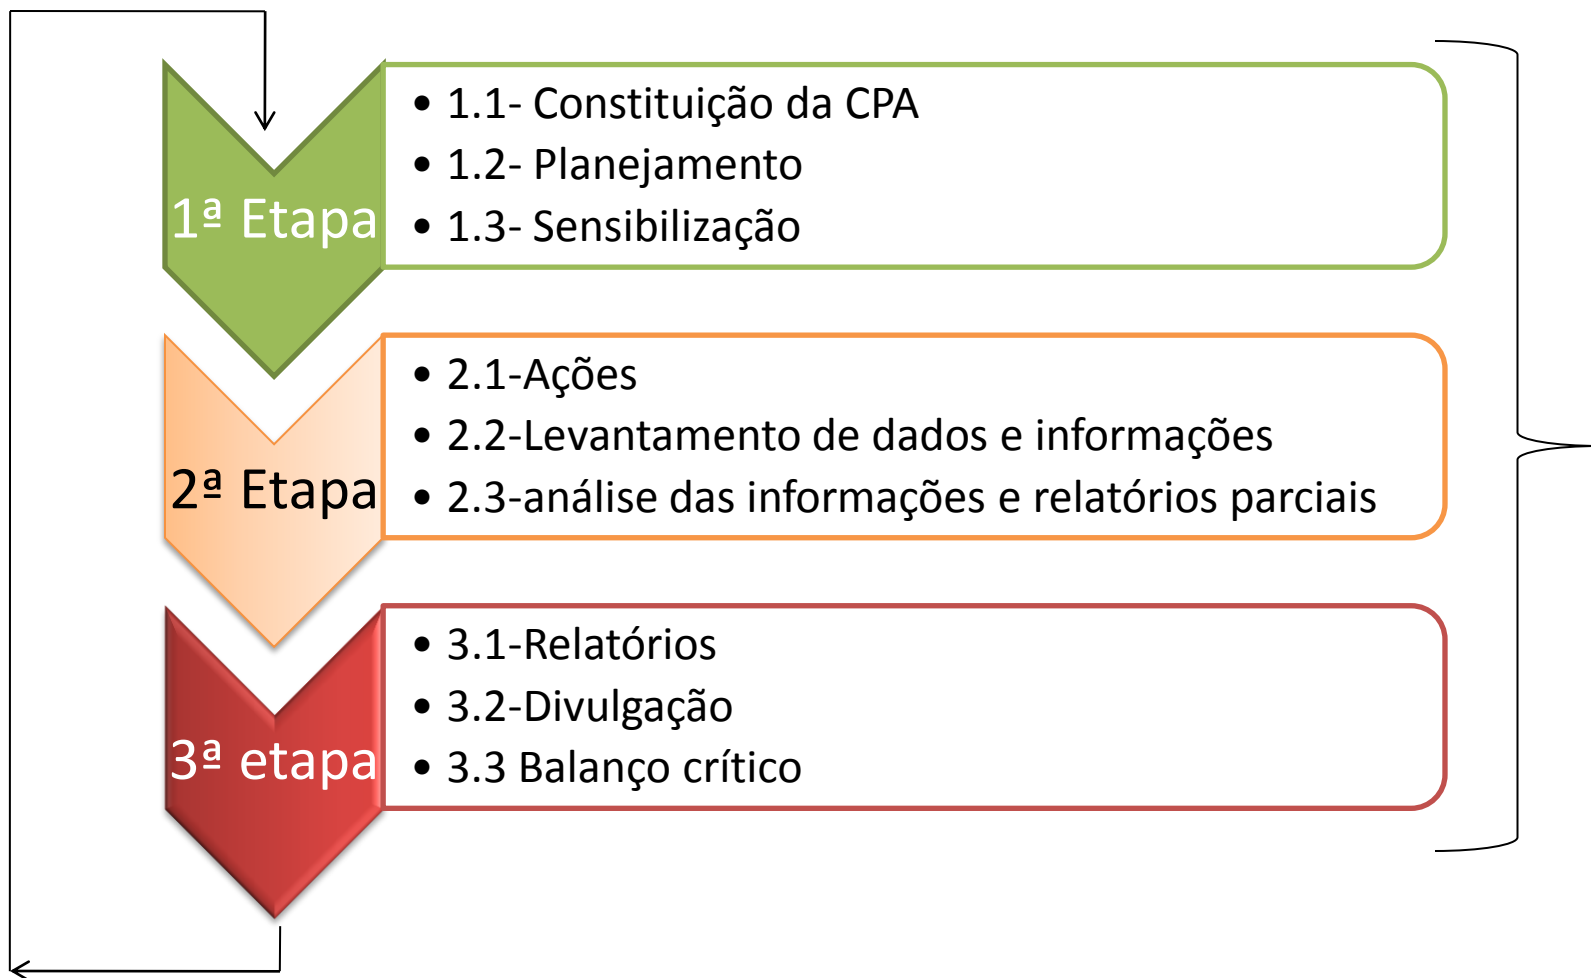 1ª Etapa
• 1.1- Constituição da CPA
• 1.2- Planejamento
• 1.3- Sensibilização
2ª Etapa
• 2.1-Ações
• 2.2-Levantamento de dados e informações
• 2.3-análise das informações e relatórios parciais
3ª etapa
• 3.1-Relatórios
• 3.2-Divulgação
• 3.3 Balanço crítico